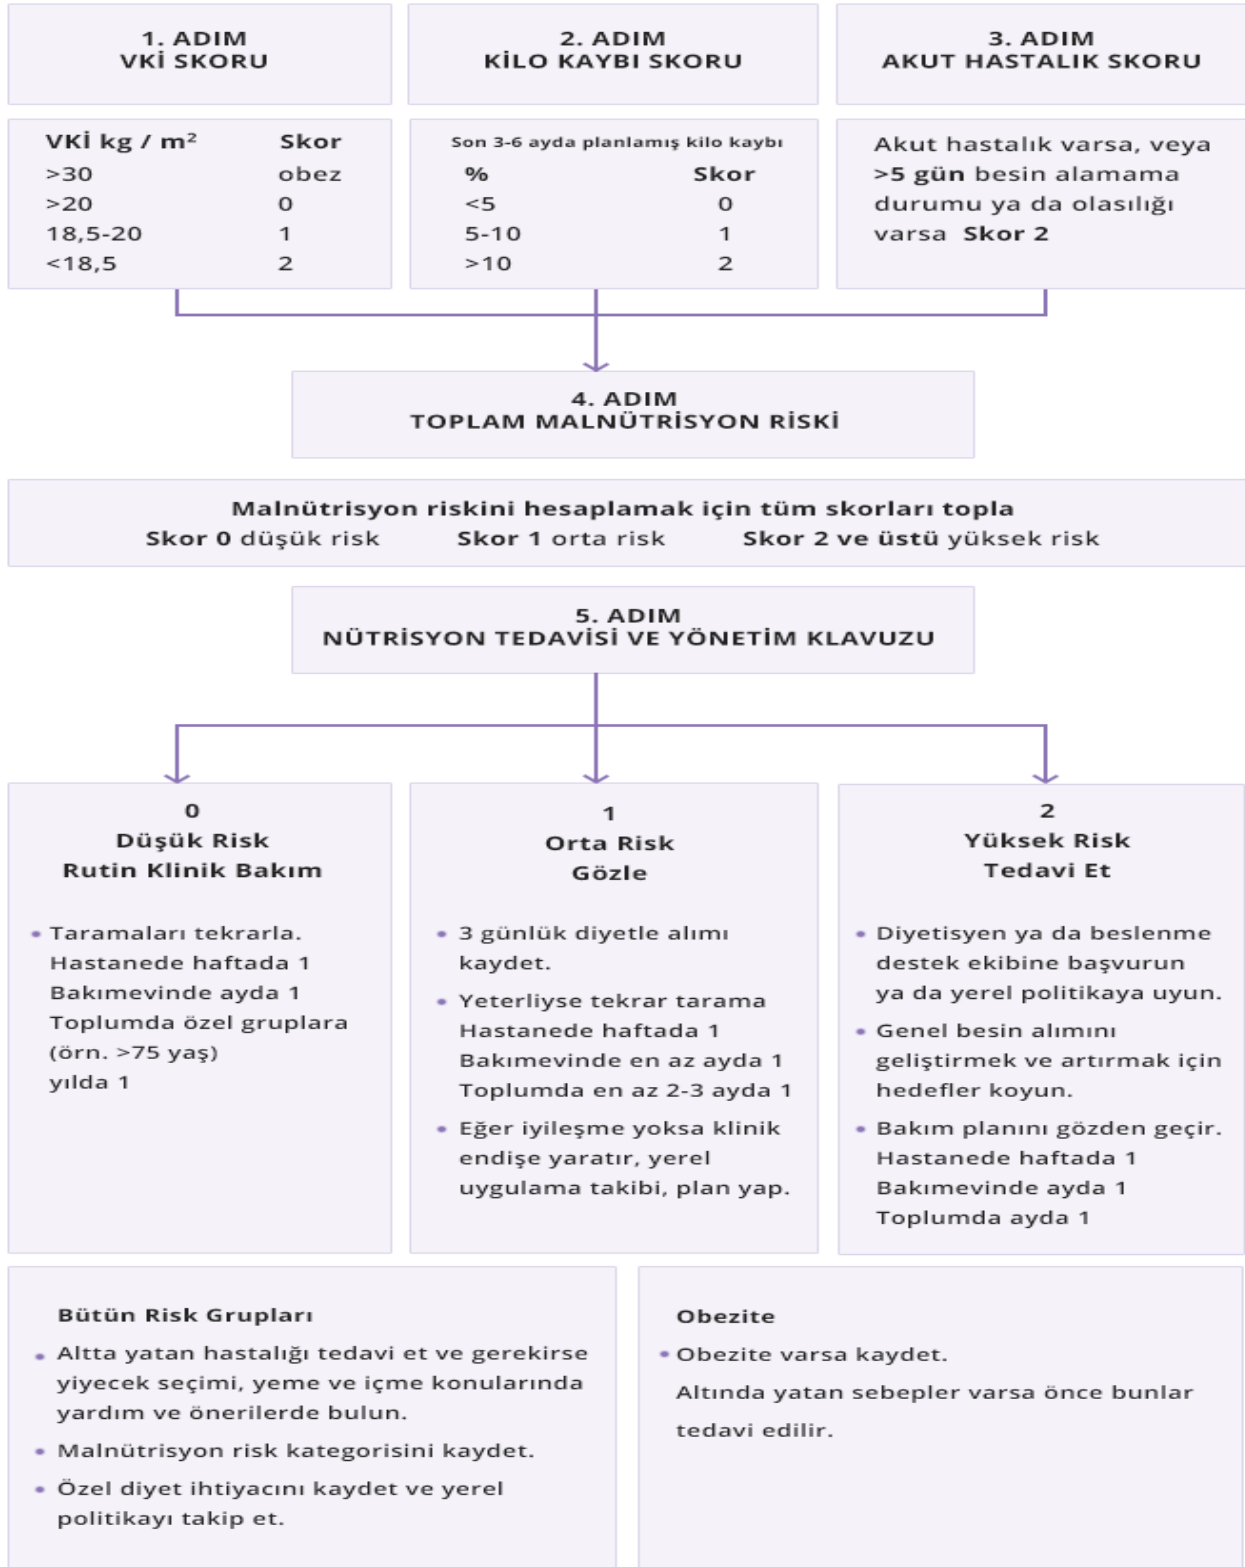 1. ADIM
VKİ SKORU
2. ADIM
KİLO KAYBI SKORU
3. ADIM
AKUT HASTALIK SKORU
VKİ kg / m² Skor
>30 obez
>20 0
18,5-20 1
<18,5 2
Son 3-6 ayda planlamış kilo kaybı
% Skor
<5 0
5-10 1
>10 2
Akut hastalık varsa, veya
>5 gün besin alamama
durumu ya da olasılığı
varsa Skor 2
4. ADIM
TOPLAM MALNÜTRİSYON RİSKİ
Malnütrisyon riskini hesaplamak için tüm skorları topla
Skor 0 düşük risk Skor 1 orta risk Skor 2 ve üstü yüksek risk
5. ADIM
NÜTRİSYON TEDAVİSİ VE YÖNETİM KLAVUZU
0
Düşük Risk
Rutin Klinik Bakım
• Taramaları tekrarla.
Hastanede haftada 1
Bakımevinde ayda 1
Toplumda özel gruplara
(örn. >75 yaş)
yılda 1
1
Orta Risk
Gözle
• 3 günlük diyetle alımı
kaydet.
• Yeterliyse tekrar tarama
Hastanede haftada 1
Bakımevinde en az ayda 1
Toplumda en az 2-3 ayda 1
• Eğer iyileşme yoksa klinik
endişe yaratır, yerel
uygulama takibi, plan yap.
2
Yüksek Risk
Tedavi Et
• Diyetisyen ya da beslenme
destek ekibine başvurun
ya da yerel politikaya uyun.
• Genel besin alımını
geliştirmek ve artırmak için
hedefler koyun.
• Bakım planını gözden geçir.
Hastanede haftada 1
Bakımevinde ayda 1
Toplumda ayda 1
Bütün Risk Grupları
• Altta yatan hastalığı tedavi et ve gerekirse
yiyecek seçimi, yeme ve içme konularında
yardım ve önerilerde bulun.
• Malnütrisyon risk kategorisini kaydet.
• Özel diyet ihtiyacını kaydet ve yerel
politikayı takip et.
Obezite
• Obezite varsa kaydet.
Altında yatan sebepler varsa önce bunlar
tedavi edilir.